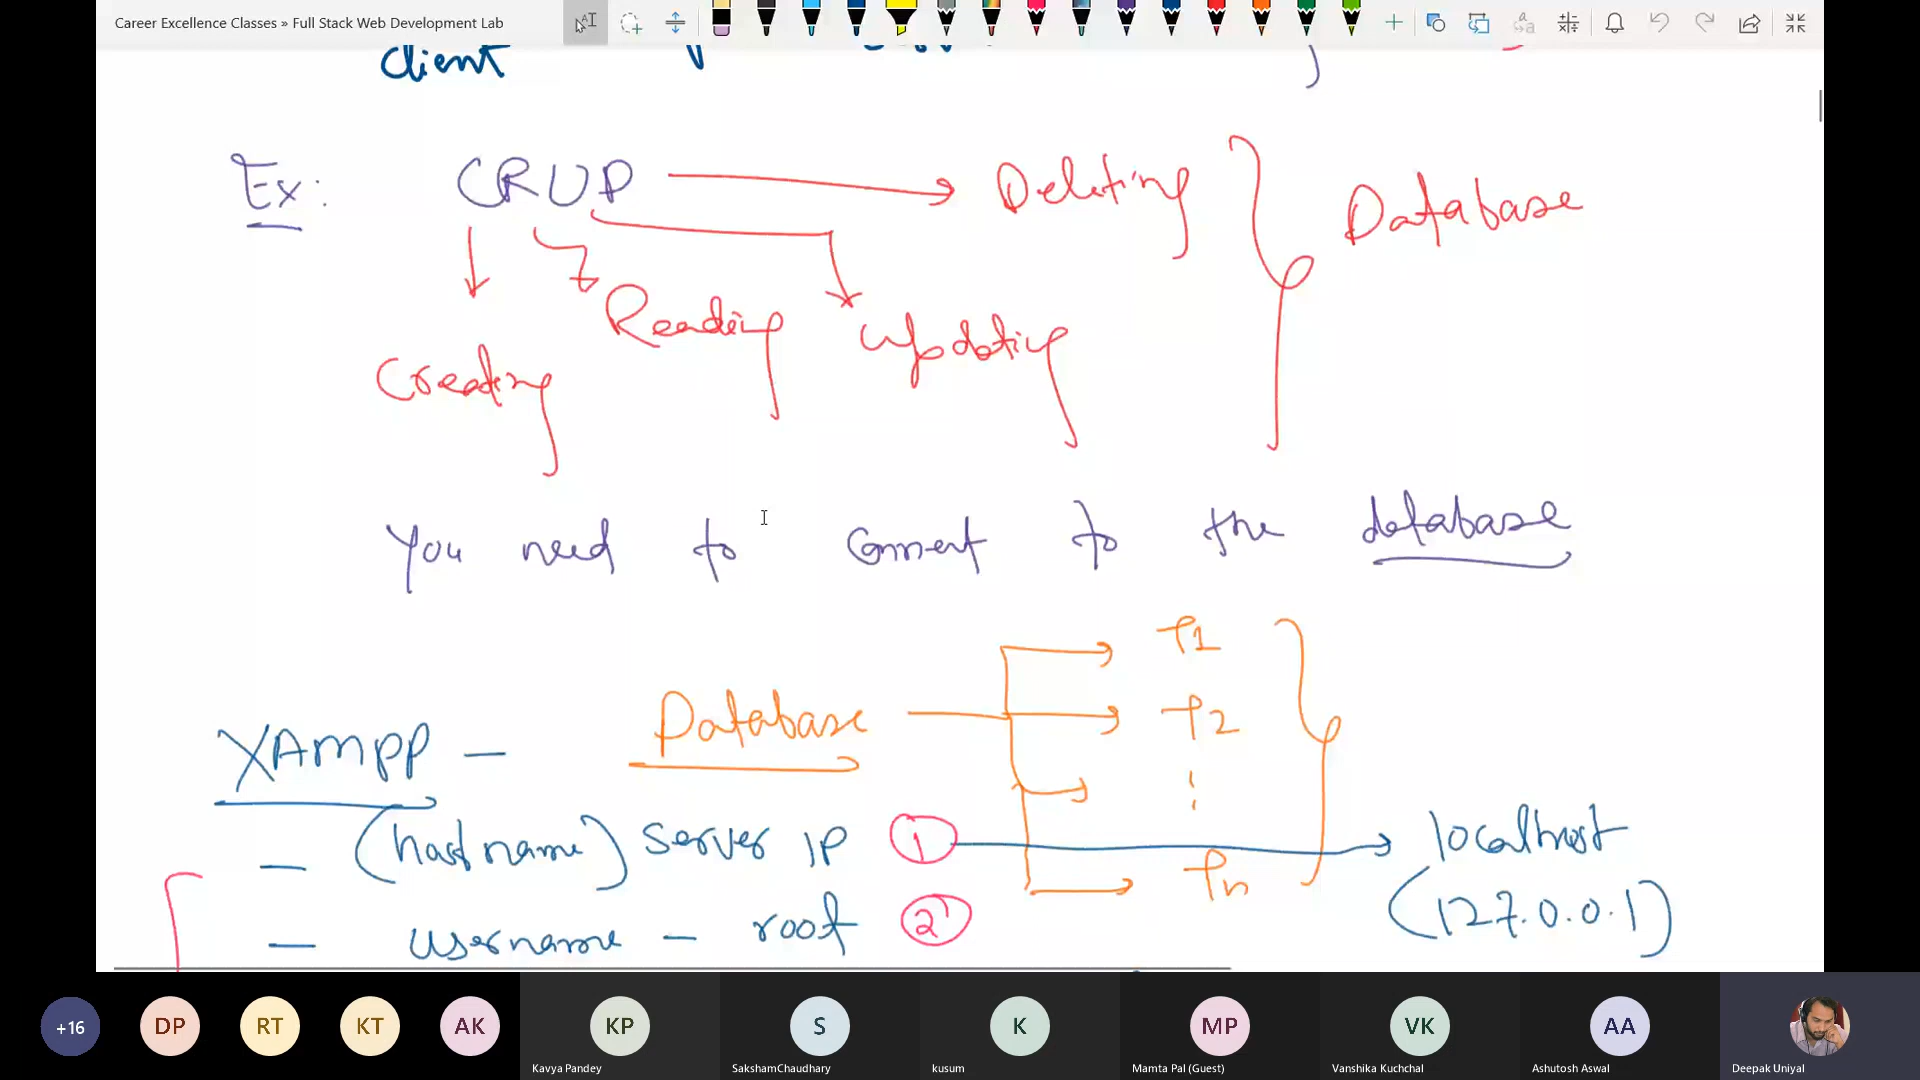 Career Excellence Classes » Full Stack Web Development Lab
Client
Ex: CRUD Deleting Database
Reading Updating
Creating
You need to connect to the database
T1
XAMPP - Database T2
- (hostname) Server IP 1 localhost
Tn
- username - root 2 (127.0.0.1)
+16 DP RT KT AK KP S K MP VK AA
Kavya Pandey SakshamChaudhary kusum Mamta Pal (Guest) Vanshika Kuchchal Ashutosh Aswal Deepak Uniyal